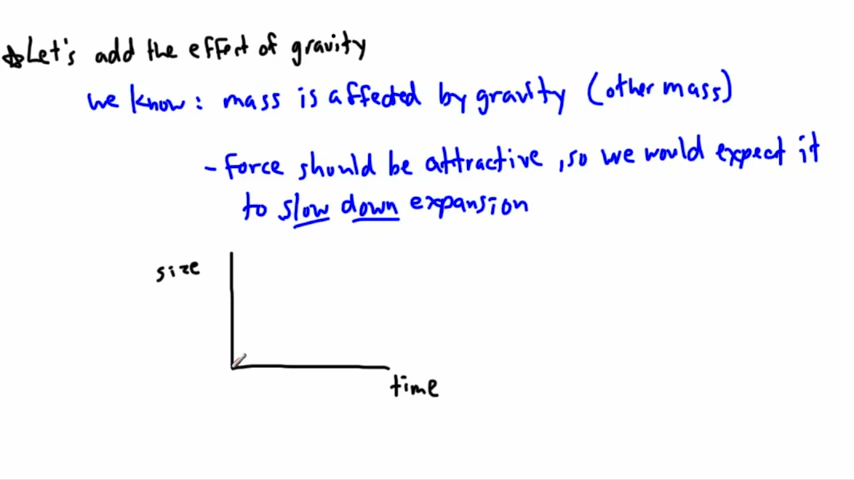 *Let's add the effect of gravity
we know: mass is affected by gravity (other mass)
- force should be attractive, so we would expect it
to slow down expansion
size
time